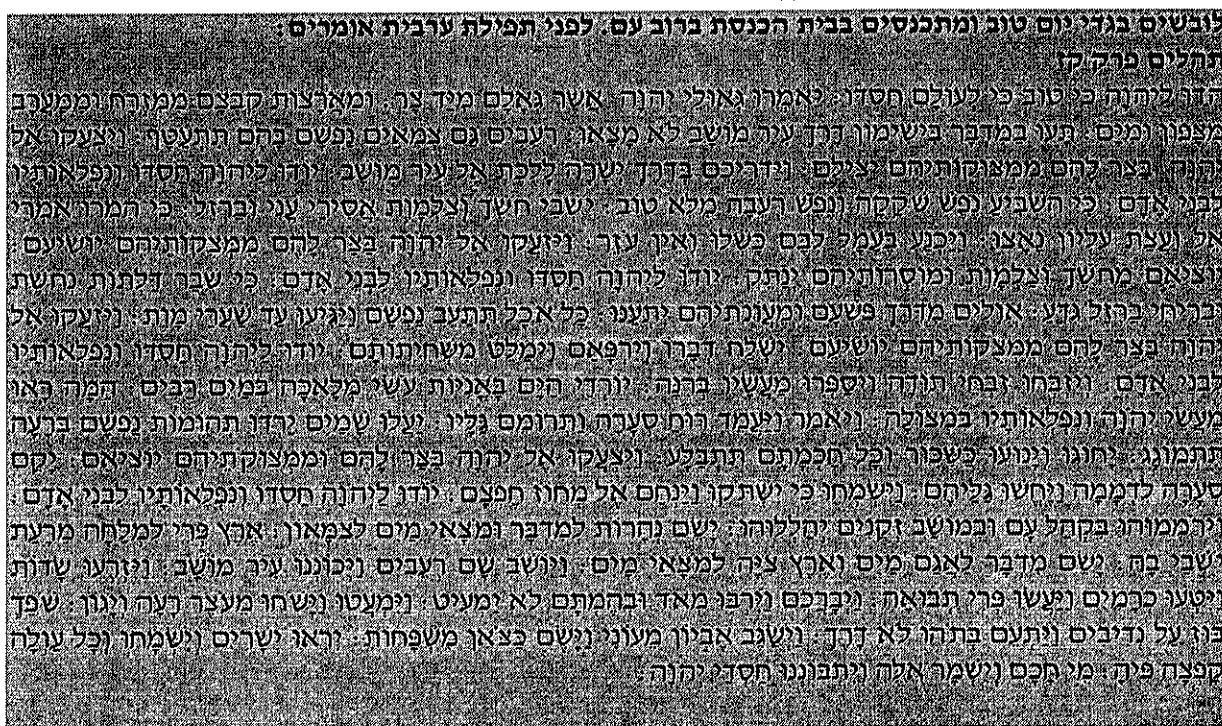 לובשים בגדי יום טוב ומתכנסים בבית הכנסת ברוב עם. לפני תפילת ערבית אומרים:
תהלים פרק קז
הדו ליהוה כי טוב כי לעולם חסדו: יאמרו גאולי יהוה אשר גאלם מיד צר: ומארצות קבצם ממזרח וממערב
מצפון ומים: תעו במדבר בישימון דרך עיר מושב לא מצאו: רעבים גם צמאים נפשם בהם תתעטף: ויצעקו אל
יהוה בצר להם ממצוקותיהם יצילם: וידריכם בדרך ישרה ללכת אל עיר מושב: יודו ליהוה חסדו ונפלאותיו
לבני אדם: כי השביע נפש שקקה ונפש רעבה מלא טוב: ישבי חשך וצלמות אסירי עני וברזל: כי המרו אמרי
אל ועצת עליון נאצו: ויכנע בעמל לבם כשלו ואין עזר: ויזעקו אל יהוה בצר להם ממצקותיהם יושיעם:
יוציאם מחשך וצלמות ומוסרותיהם ינתק: יודו ליהוה חסדו ונפלאותיו לבני אדם: כי שבר דלתות נחשת
ובריחי ברזל גדע: אולים מדרך פשעם ומעונתיהם יתענו: כל אכל תתעב נפשם ויגיעו עד שערי מות: ויזעקו אל
יהוה בצר להם ממצקותיהם יושיעם: ישלח דברו וירפאם וימלט משחיתותם: יודו ליהוה חסדו ונפלאותיו
לבני אדם: ויזבחו זבחי תודה ויספרו מעשיו ברנה: יורדי הים באניות עשי מלאכה במים רבים: המה ראו
מעשי יהוה ונפלאותיו במצולה: ויאמר ויעמד רוח סערה ותרומם גליו: יעלו שמים ירדו תהומות נפשם ברעה
תתמוגג: יחוגו וינועו כשכור וכל חכמתם תתבלע: ויצעקו אל יהוה בצר להם וממצוקתיהם יוציאם: יקם
סערה לדממה ויחשו גליהם: וישמחו כי ישתקו וינחם אל מחוז חפצם: יודו ליהוה חסדו ונפלאותיו לבני אדם:
וירממוהו בקהל עם ובמושב זקנים יהללוהו: ישם נהרות למדבר ומצאי מים לצמאון: ארץ פרי למלחה מרעת
ישבי בה: ישם מדבר לאגם מים וארץ ציה למצאי מים: ויושב שם רעבים ויכוננו עיר מושב: ויזרעו שדות
ויטעו כרמים ויעשו פרי תבואה: ויברכם וירבו מאד ובהמתם לא ימעיט: וימעטו וישחו מעצר רעה ויגון: שפך
בוז על נדיבים ויתעם בתהו לא דרך: וישגב אביון מעוני וישם כצאן משפחות: יראו ישרים וישמחו וכל עולה
קפצה פיה: מי חכם וישמר אלה ויתבוננו חסדי יהוה: